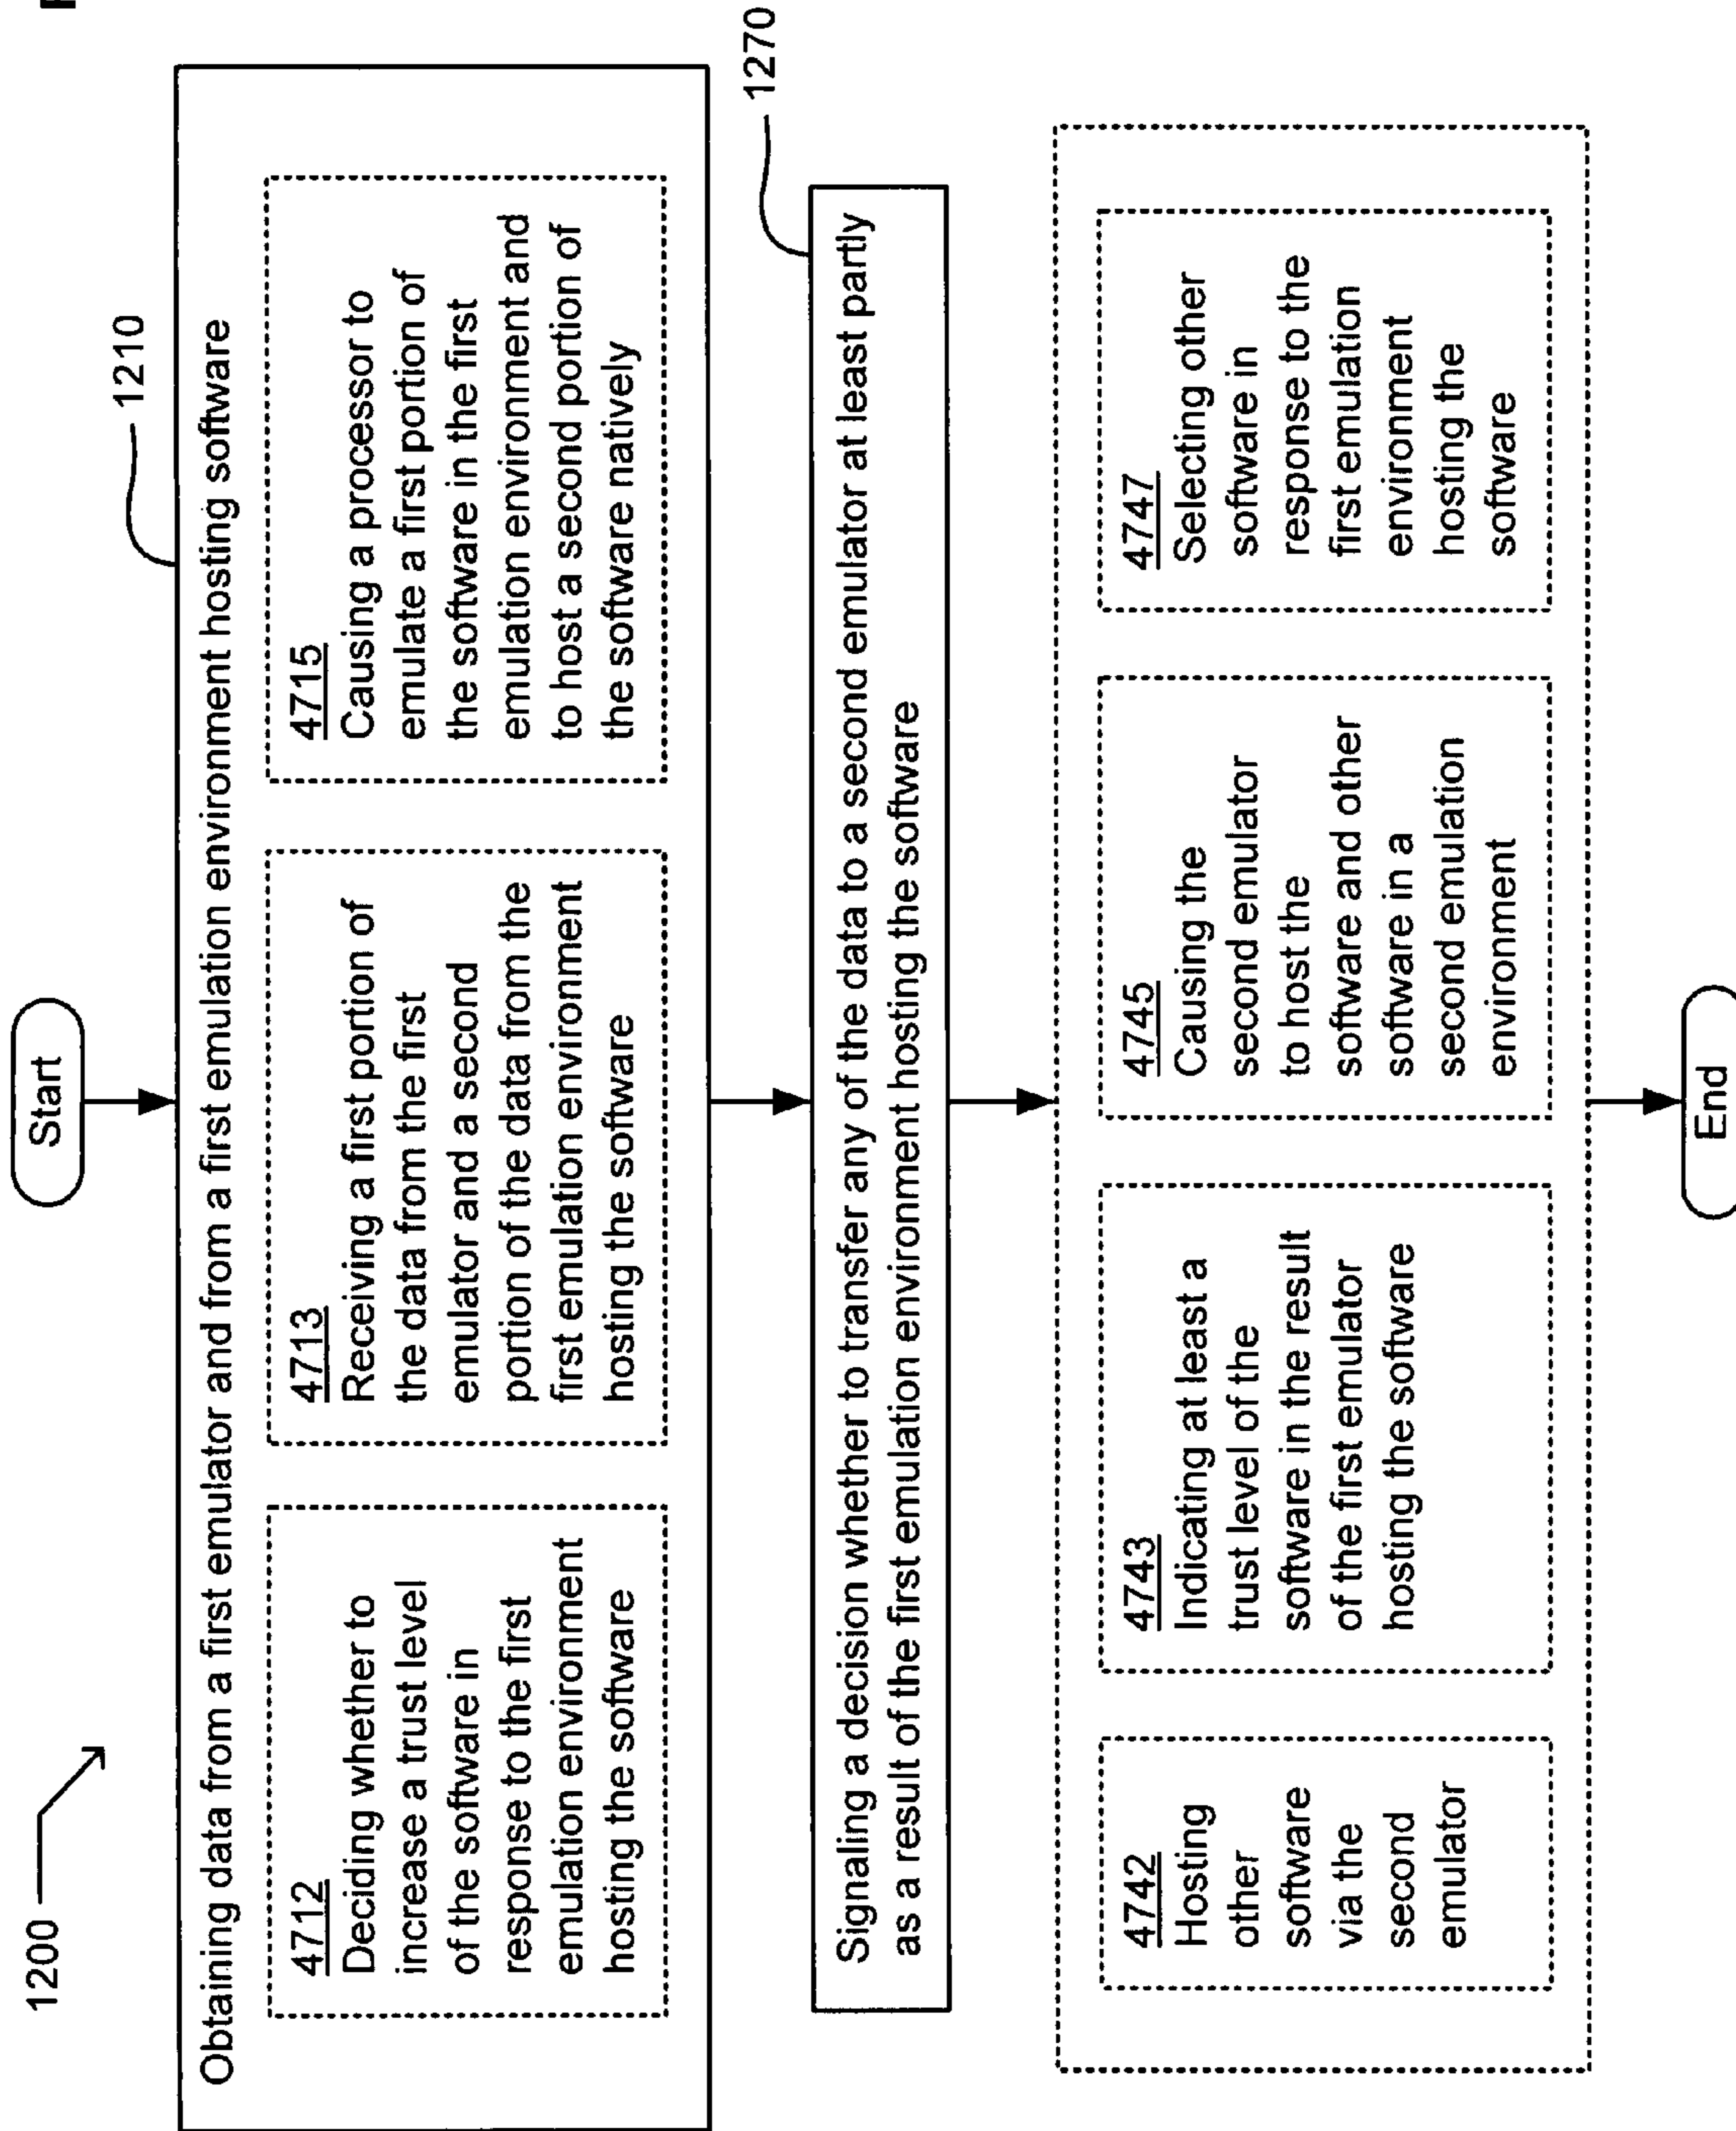 1200
Start
1210
Obtaining data from a first emulator and from a first emulation environment hosting software
4712
Deciding whether to
increase a trust level
of the software in
response to the first
emulation environment
hosting the software
4713
Receiving a first portion of
the data from the first
emulator and a second
portion of the data from the
first emulation environment
hosting the software
4715
Causing a processor to
emulate a first portion of
the software in the first
emulation environment and
to host a second portion of
the software natively
1270
Signaling a decision whether to transfer any of the data to a second emulator at least partly
as a result of the first emulation environment hosting the software
4742
Hosting
other
software
via the
second
emulator
4743
Indicating at least a
trust level of the
software in the result
of the first emulator
hosting the software
4745
Causing the
second emulator
to host the
software and other
software in a
second emulation
environment
4747
Selecting other
software in
response to the
first emulation
environment
hosting the
software
End